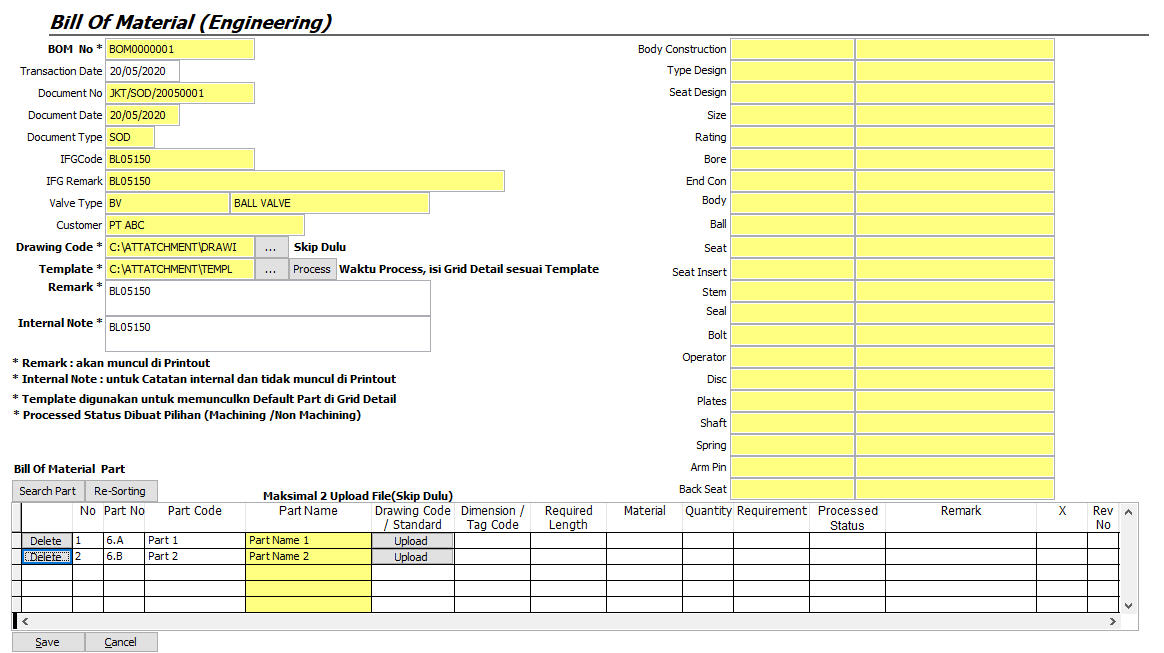 Bill Of Material (Engineering)
BOM No * BOM0000001
Transaction Date 20/05/2020
Document No JKT/SOD/20050001
Document Date 20/05/2020
Document Type SOD
IFGCode BL05150
IFG Remark BL05150
Valve Type BV BALL VALVE
Customer PT ABC
Drawing Code * C:\ATTATCHMENT\DRAWI ... Skip Dulu
Template * C:\ATTATCHMENT\TEMPL ... Process Waktu Process, isi Grid Detail sesuai Template
Remark * BL05150
Internal Note * BL05150
* Remark : akan muncul di Printout
* Internal Note : untuk Catatan internal dan tidak muncul di Printout
* Template digunakan untuk memunculkn Default Part di Grid Detail
* Processed Status Dibuat Pilihan (Machining /Non Machining)
Body Construction
Type Design
Seat Design
Size
Rating
Bore
End Con
Body
Ball
Seat
Seat Insert
Stem
Seal
Bolt
Operator
Disc
Plates
Shaft
Spring
Arm Pin
Back Seat
Bill Of Material Part
Search Part Re-Sorting
Maksimal 2 Upload File(Skip Dulu)
No Part No Part Code Part Name Drawing Code / Standard Dimension / Tag Code Required Length Material Quantity Requirement Processed Status Remark X Rev No
Delete 1 6.A Part 1 Part Name 1 Upload
Delete 2 6.B Part 2 Part Name 2 Upload
Save Cancel